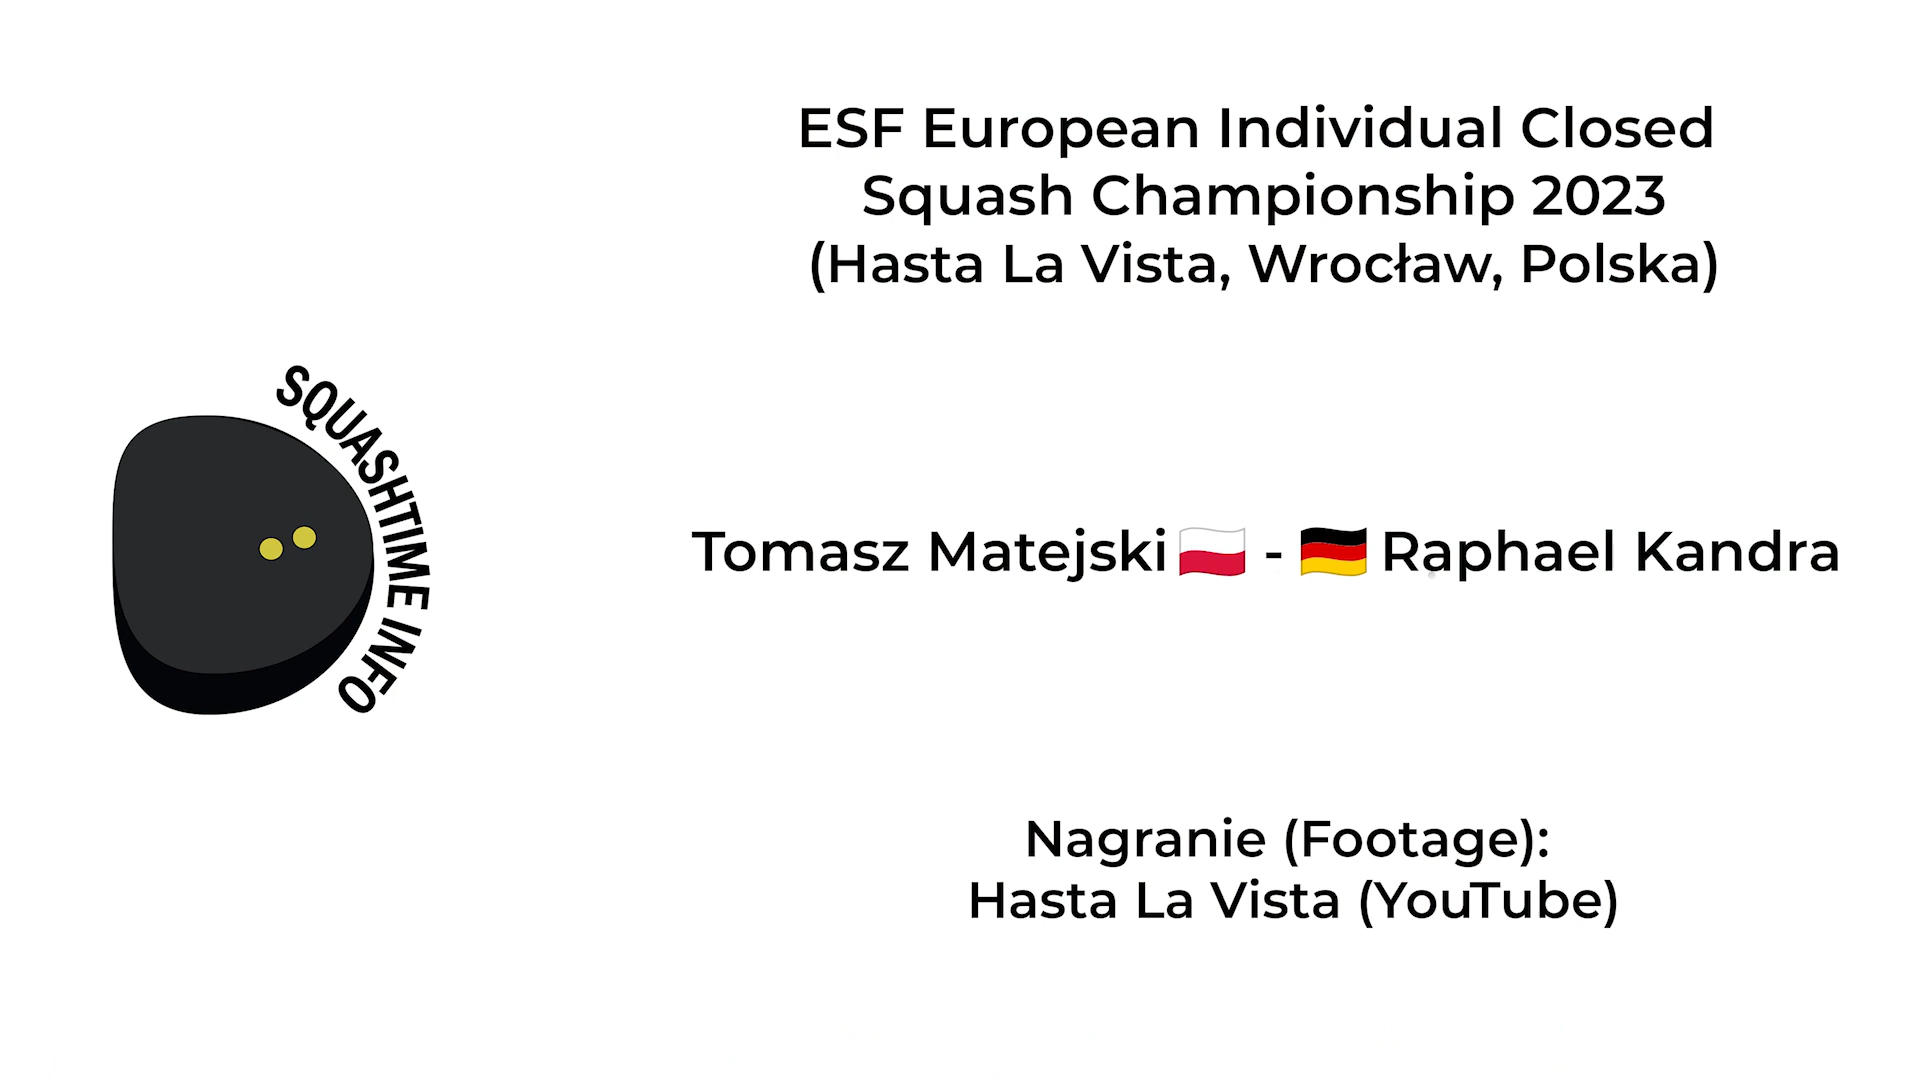 ESF European Individual Closed
Squash Championship 2023
(Hasta La Vista, Wrocław, Polska)
SQUASHTIME INFO
Tomasz Matejski - Raphael Kandra
Nagranie (Footage):
Hasta La Vista (YouTube)